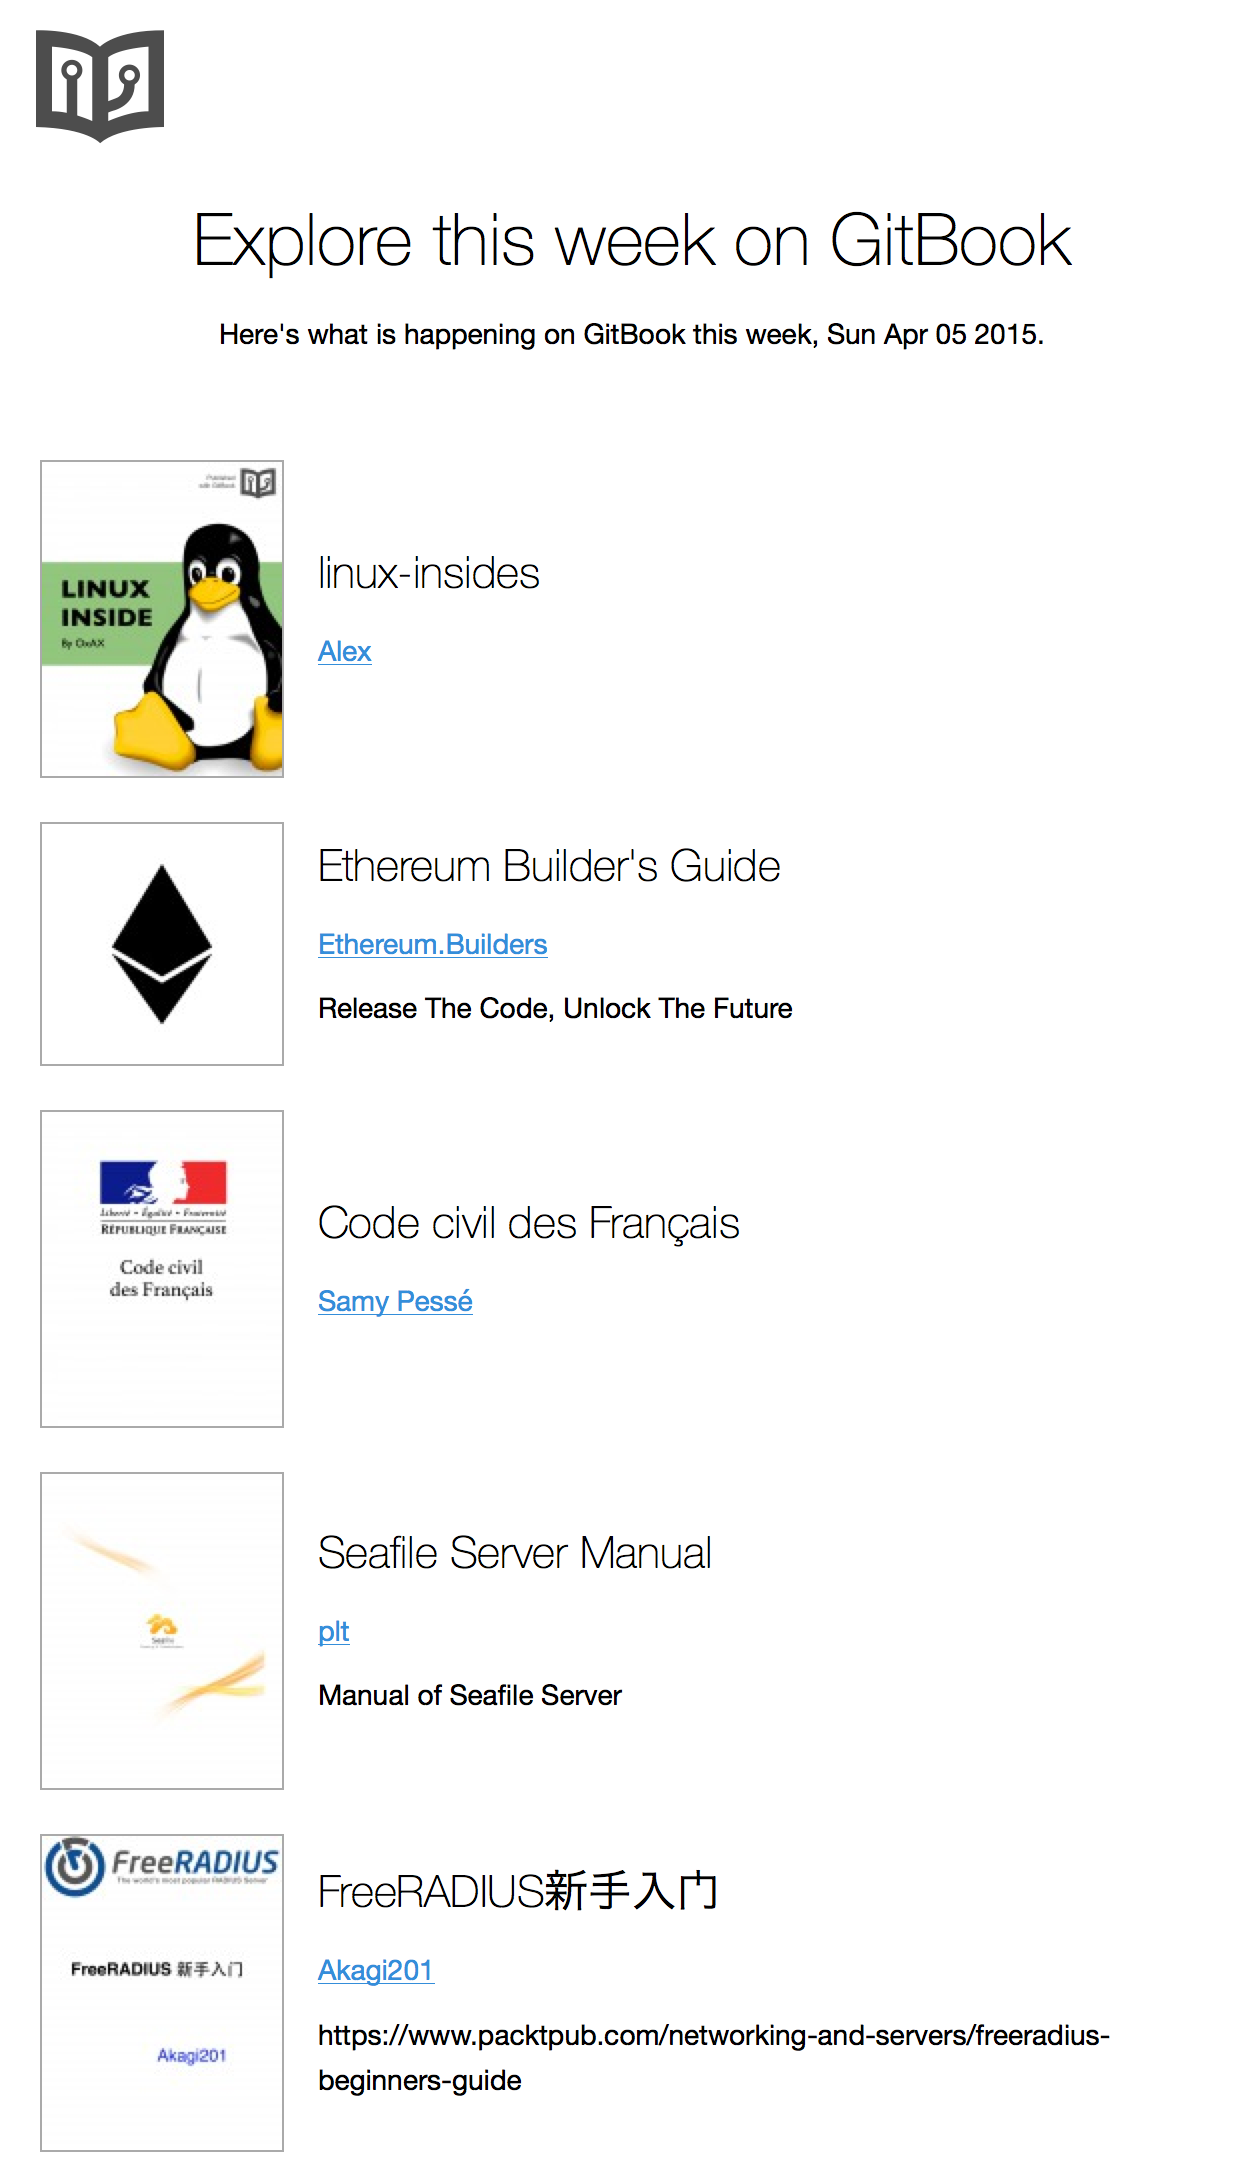 Explore this week on GitBook
Here's what is happening on GitBook this week, Sun Apr 05 2015.
Published
with GitBook
LINUX
INSIDE
By 0xAX
linux-insides
Alex
Ethereum Builder's Guide
Ethereum.Builders
Release The Code, Unlock The Future
Liberté • Égalité • Fraternité
RÉPUBLIQUE FRANÇAISE
Code civil
des Français
Code civil des Français
Samy Pessé
Seafile Server Manual
plt
Manual of Seafile Server
FreeRADIUS
The world's most popular RADIUS Server
FreeRADIUS 新手入门
Akagi201
FreeRADIUS新手入门
Akagi201
https://www.packtpub.com/networking-and-servers/freeradius-
beginners-guide